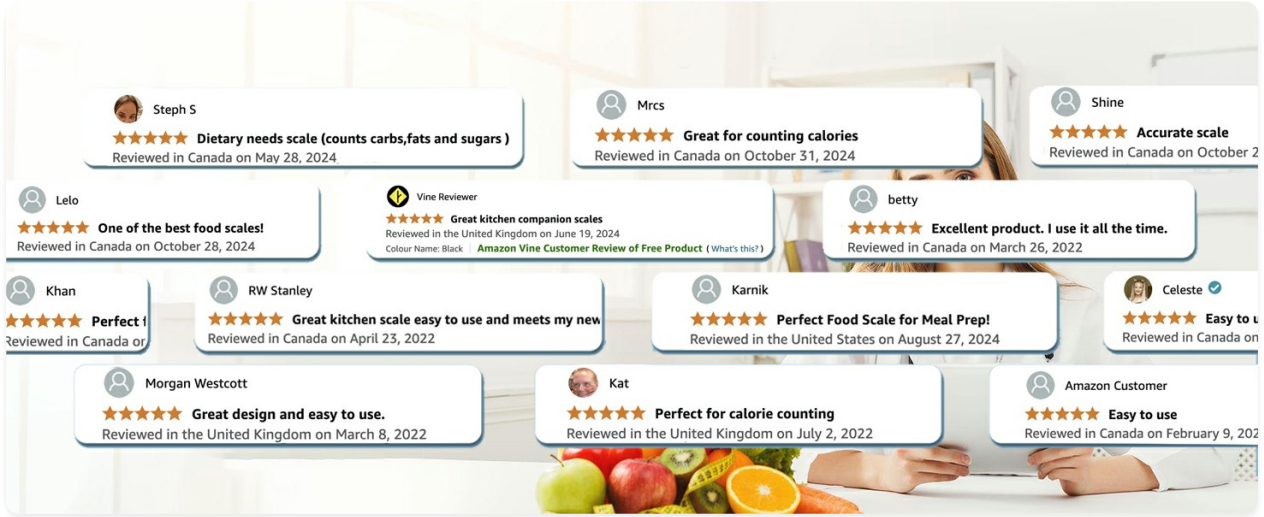 Steph S
Dietary needs scale (counts carbs,fats and sugars )
Reviewed in Canada on May 28, 2024
Mrcs
Great for counting calories
Reviewed in Canada on October 31, 2024
Shine
Accurate scale
Reviewed in Canada on October 2
Lelo
One of the best food scales!
Reviewed in Canada on October 28, 2024
Vine Reviewer
Great kitchen companion scales
Reviewed in the United Kingdom on June 19, 2024
Colour Name: Black | Amazon Vine Customer Review of Free Product ( What's this? )
betty
Excellent product. I use it all the time.
Reviewed in Canada on March 26, 2022
Khan
Perfect
Reviewed in Canada on
RW Stanley
Great kitchen scale easy to use and meets my new
Reviewed in Canada on April 23, 2022
Karnik
Perfect Food Scale for Meal Prep!
Reviewed in the United States on August 27, 2024
Celeste
Easy to u
Reviewed in Canada on
Morgan Westcott
Great design and easy to use.
Reviewed in the United Kingdom on March 8, 2022
Kat
Perfect for calorie counting
Reviewed in the United Kingdom on July 2, 2022
Amazon Customer
Easy to use
Reviewed in Canada on February 9, 202